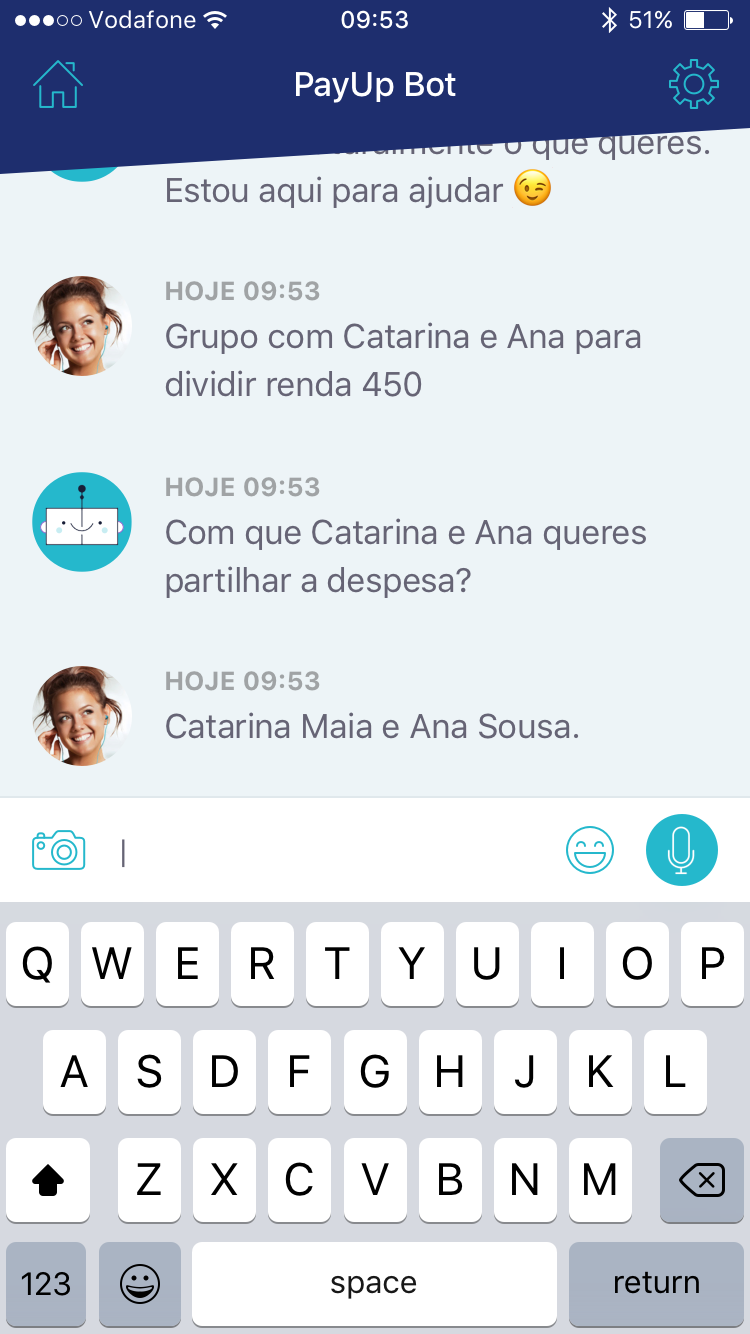 Vodafone 09:53 51%
PayUp Bot
o que queres.
Estou aqui para ajudar 😉
HOJE 09:53
Grupo com Catarina e Ana para
dividir renda 450
HOJE 09:53
Com que Catarina e Ana queres
partilhar a despesa?
HOJE 09:53
Catarina Maia e Ana Sousa.
Q W E R T Y U I O P
A S D F G H J K L
Z X C V B N M
123 space return